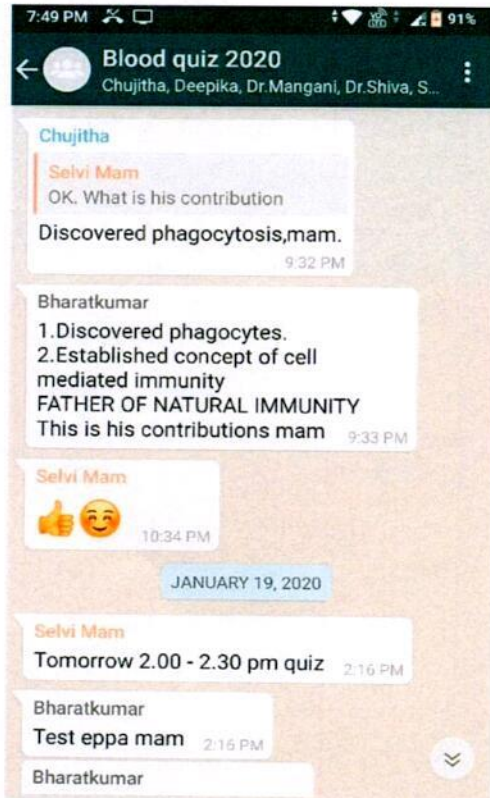 7:49 PM 91%
Blood quiz 2020
Chujitha, Deepika, Dr.Mangani, Dr.Shiva, S...
Chujitha
Selvi Mam
OK. What is his contribution
Discovered phagocytosis,mam.
9:32 PM
Bharatkumar
1.Discovered phagocytes.
2.Established concept of cell
mediated immunity
FATHER OF NATURAL IMMUNITY
This is his contributions mam 9:33 PM
Selvi Mam
👍😊
10:34 PM
JANUARY 19, 2020
Selvi Mam
Tomorrow 2.00 - 2.30 pm quiz 2:16 PM
Bharatkumar
Test eppa mam 2:16 PM
Bharatkumar